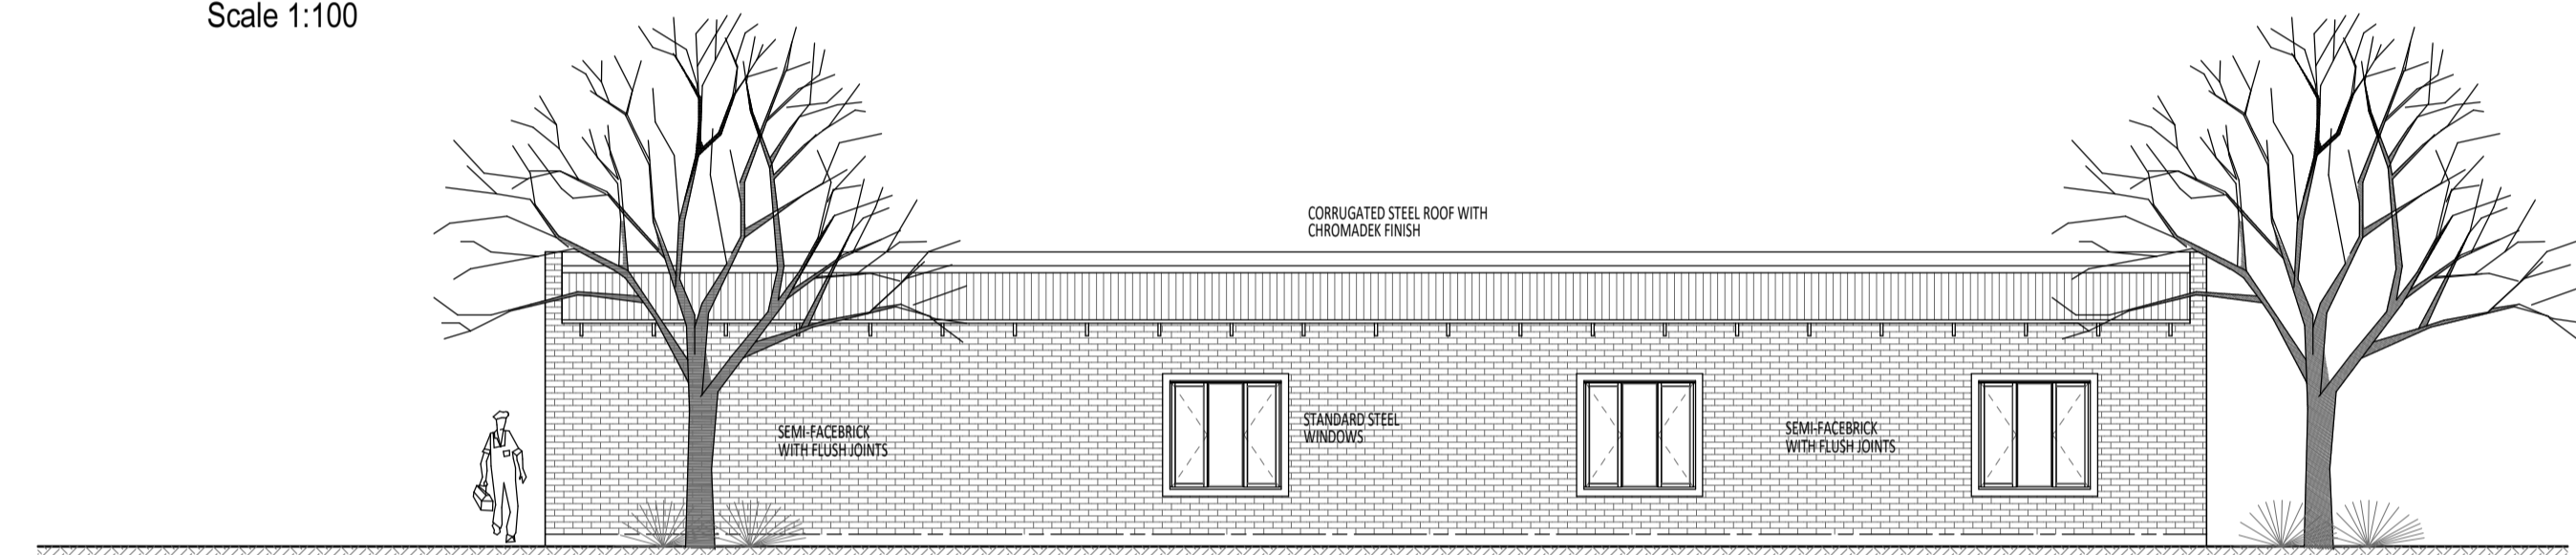 Scale 1:100
CORRUGATED STEEL ROOF WITH
CHROMADEK FINISH
SEMI-FACEBRICK
WITH FLUSH JOINTS
STANDARD STEEL
WINDOWS
SEMI-FACEBRICK
WITH FLUSH JOINTS